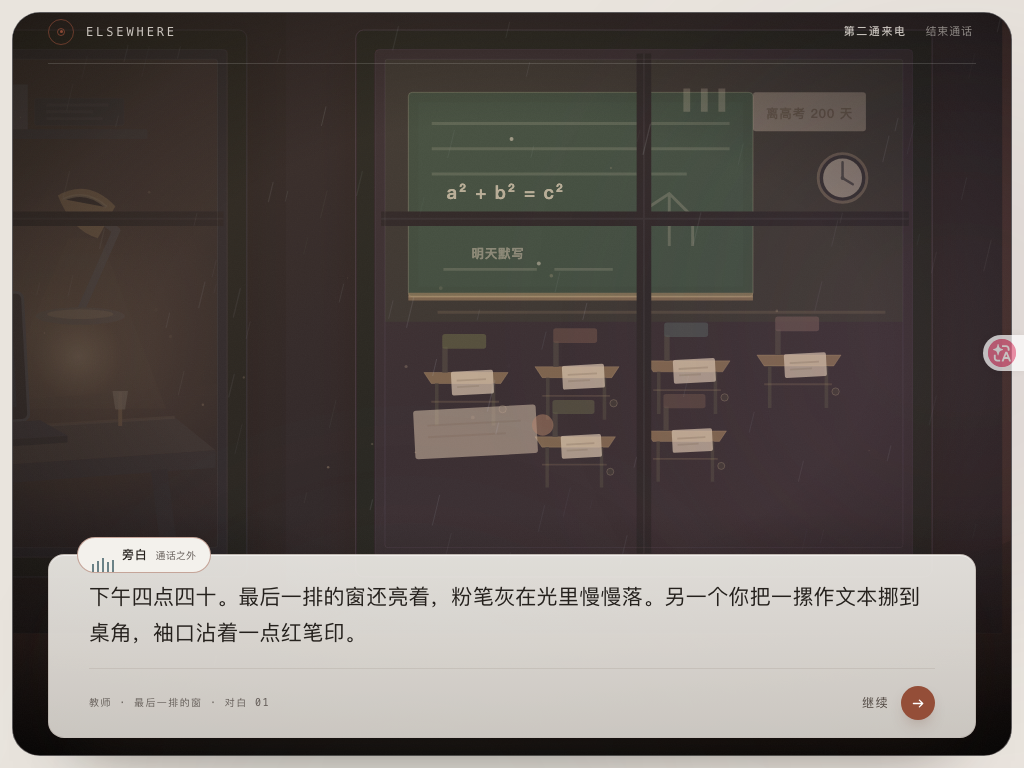 ELSEWHERE
第二通来电 结束通话
距高考 200 天
a² + b² = c²
明天默写
旁白 通话之外
下午四点四十。最后一排的窗还亮着，粉笔灰在光里慢慢落。另一个你把一摞作文本挪到
桌角，袖口沾着一点红笔印。
教师 · 最后一排的窗 · 对白 01
继续